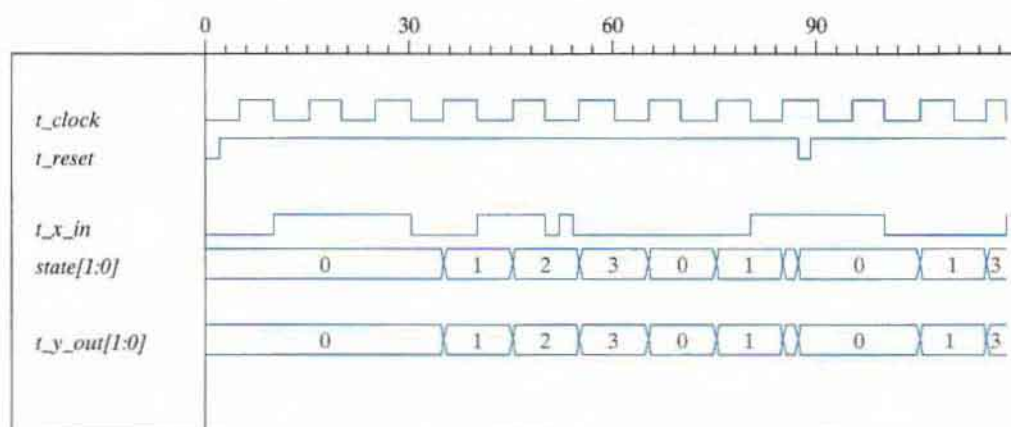 0 30 60 90
t_clock
t_reset
t_x_in
state[1:0] 0 1 2 3 0 1 0 1 3
t_y_out[1:0] 0 1 2 3 0 1 0 1 3